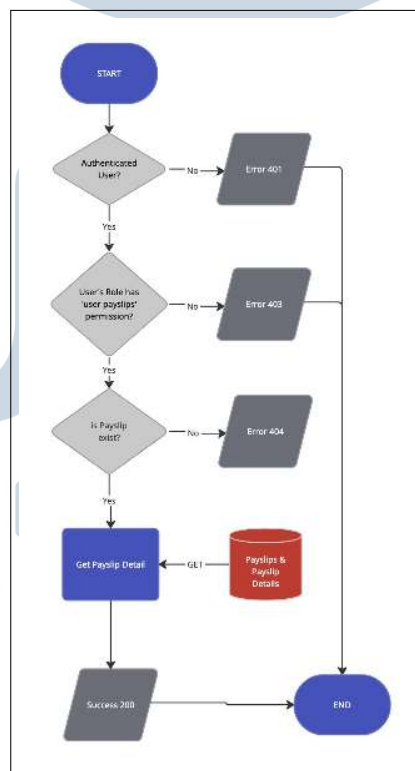 START
Authenticated
User?
No
Error 401
Yes
User's Role has
'user payslips'
permission?
No
Error 403
Yes
is Payslip
exist?
No
Error 404
Yes
Get Payslip Detail
GET
Payslips &
Payslip
Details
Success 200
END